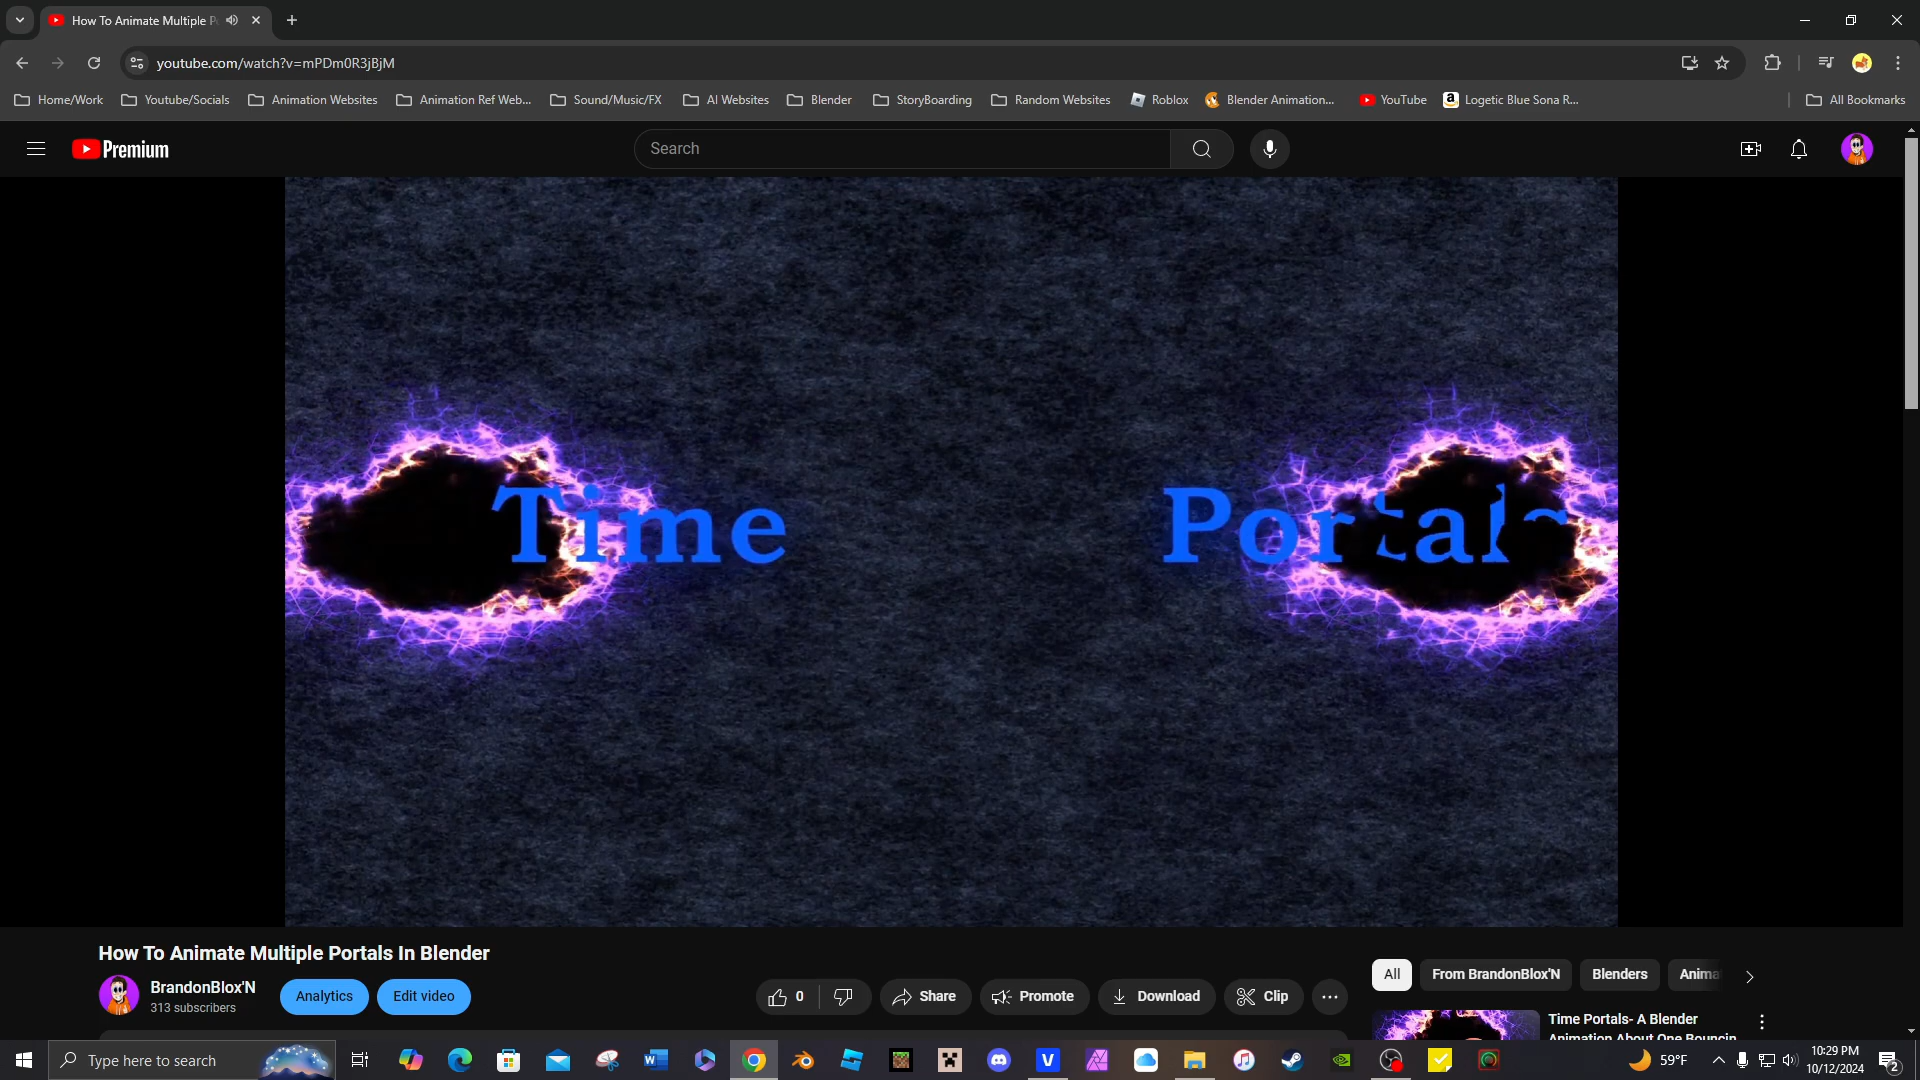 How To Animate Multiple P
youtube.com/watch?v=mPDm0R3jBjM
Home/Work
Youtube/Socials
Animation Websites
Animation Ref Web...
Sound/Music/FX
AI Websites
Blender
StoryBoarding
Random Websites
Roblox
Blender Animation...
YouTube
Logetic Blue Sona R...
All Bookmarks
Premium
Search
Time Portals
How To Animate Multiple Portals In Blender
BrandonBlox'N
313 subscribers
Analytics
Edit video
0
Share
Promote
Download
Clip
All
From BrandonBlox'N
Blenders
Anima
Time Portals- A Blender
Animation About One Bouncin
Type here to search
59°F
10:29 PM
10/12/2024
2